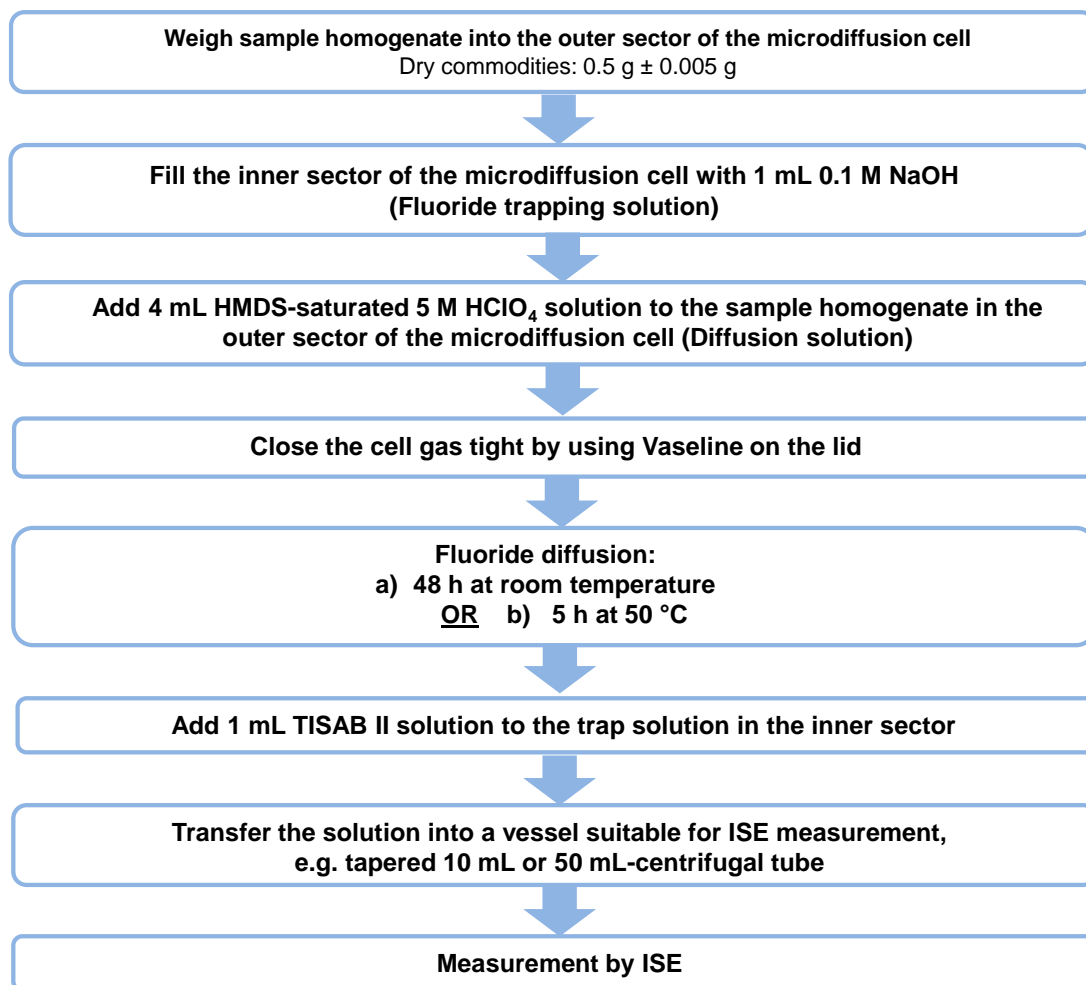 Weigh sample homogenate into the outer sector of the microdiffusion cell
Dry commodities: 0.5 g ± 0.005 g
Fill the inner sector of the microdiffusion cell with 1 mL 0.1 M NaOH
(Fluoride trapping solution)
Add 4 mL HMDS-saturated 5 M HClO₄ solution to the sample homogenate in the
outer sector of the microdiffusion cell (Diffusion solution)
Close the cell gas tight by using Vaseline on the lid
Fluoride diffusion:
a) 48 h at room temperature
OR b) 5 h at 50 °C
Add 1 mL TISAB II solution to the trap solution in the inner sector
Transfer the solution into a vessel suitable for ISE measurement,
e.g. tapered 10 mL or 50 mL-centrifugal tube
Measurement by ISE